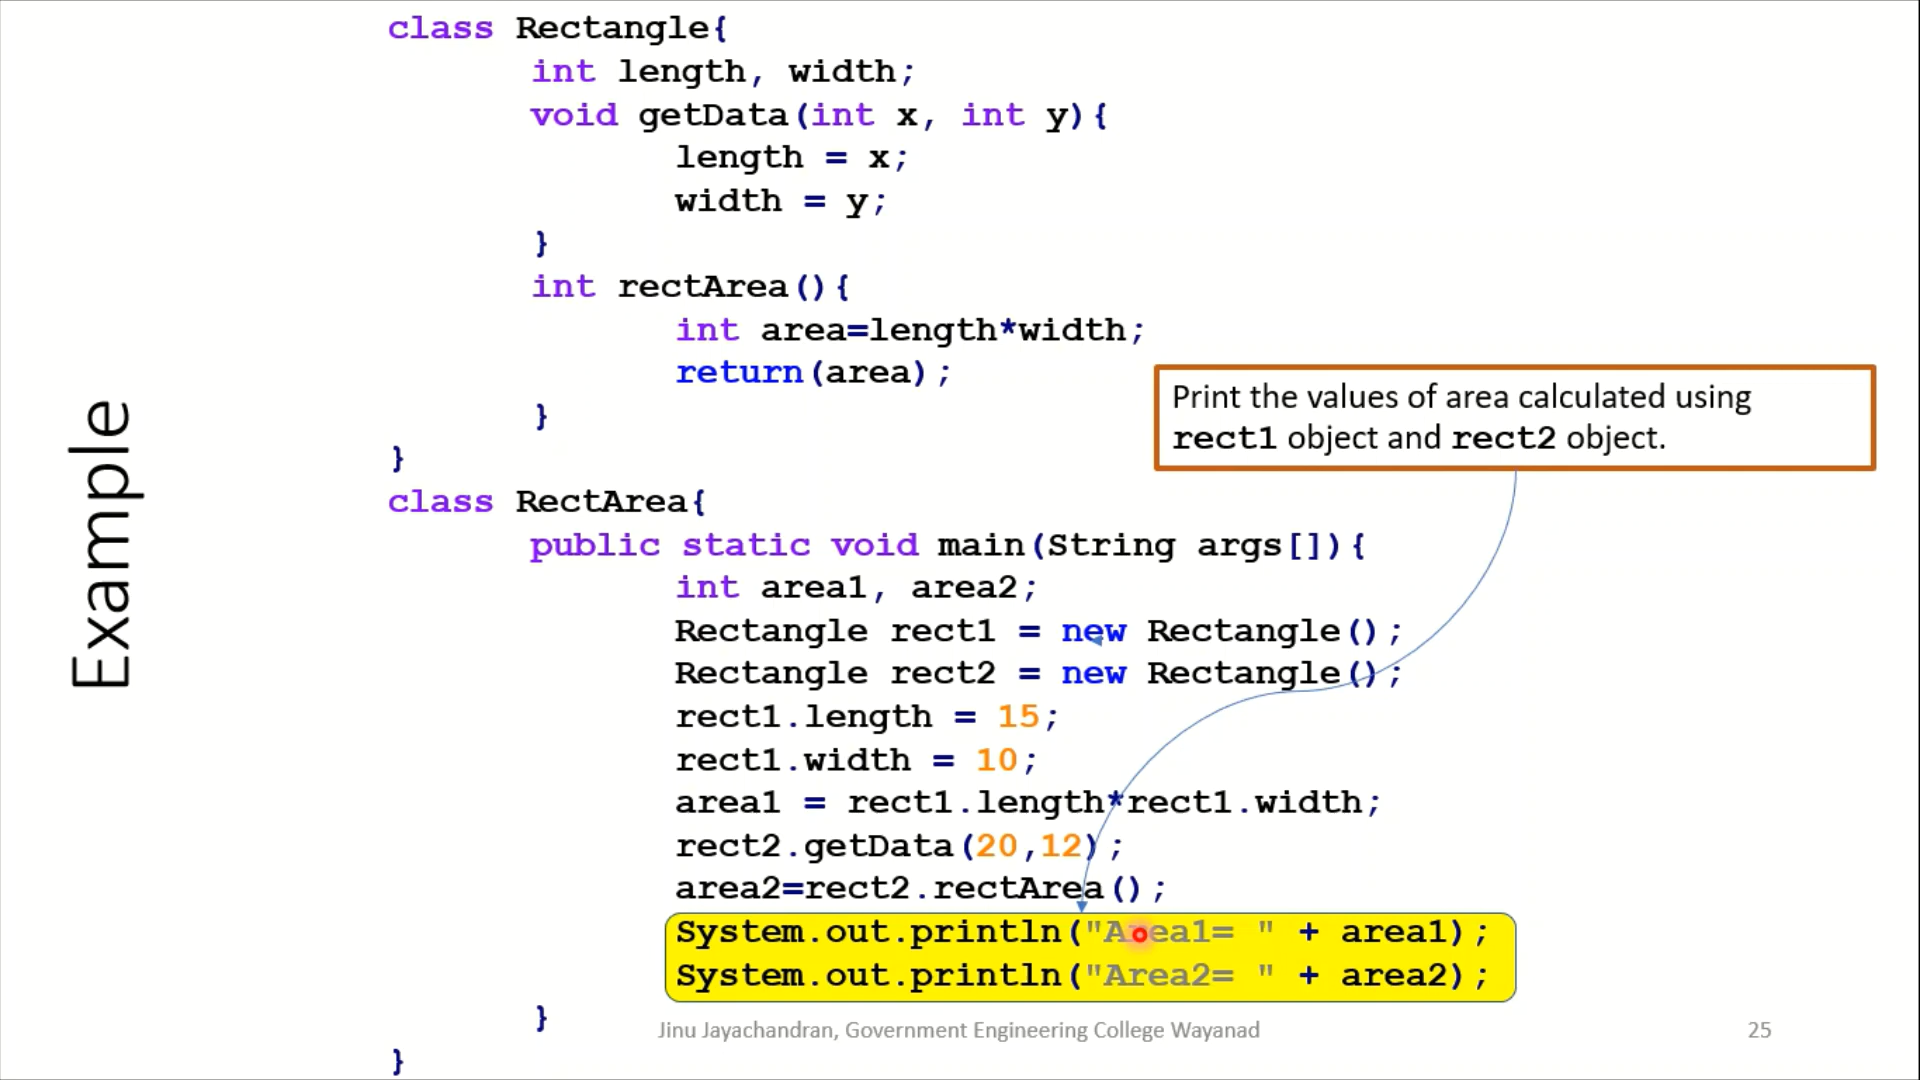 Example
class Rectangle{
int length, width;
void getData(int x, int y){
length = x;
width = y;
}
int rectArea(){
int area=length*width;
return(area);
}
}
class RectArea{
public static void main(String args[]){
int area1, area2;
Rectangle rect1 = new Rectangle();
Rectangle rect2 = new Rectangle();
rect1.length = 15;
rect1.width = 10;
area1 = rect1.length*rect1.width;
rect2.getData(20,12);
area2=rect2.rectArea();
System.out.println("Area1= " + area1);
System.out.println("Area2= " + area2);
}
}
Print the values of area calculated using
rect1 object and rect2 object.
Jinu Jayachandran, Government Engineering College Wayanad
25